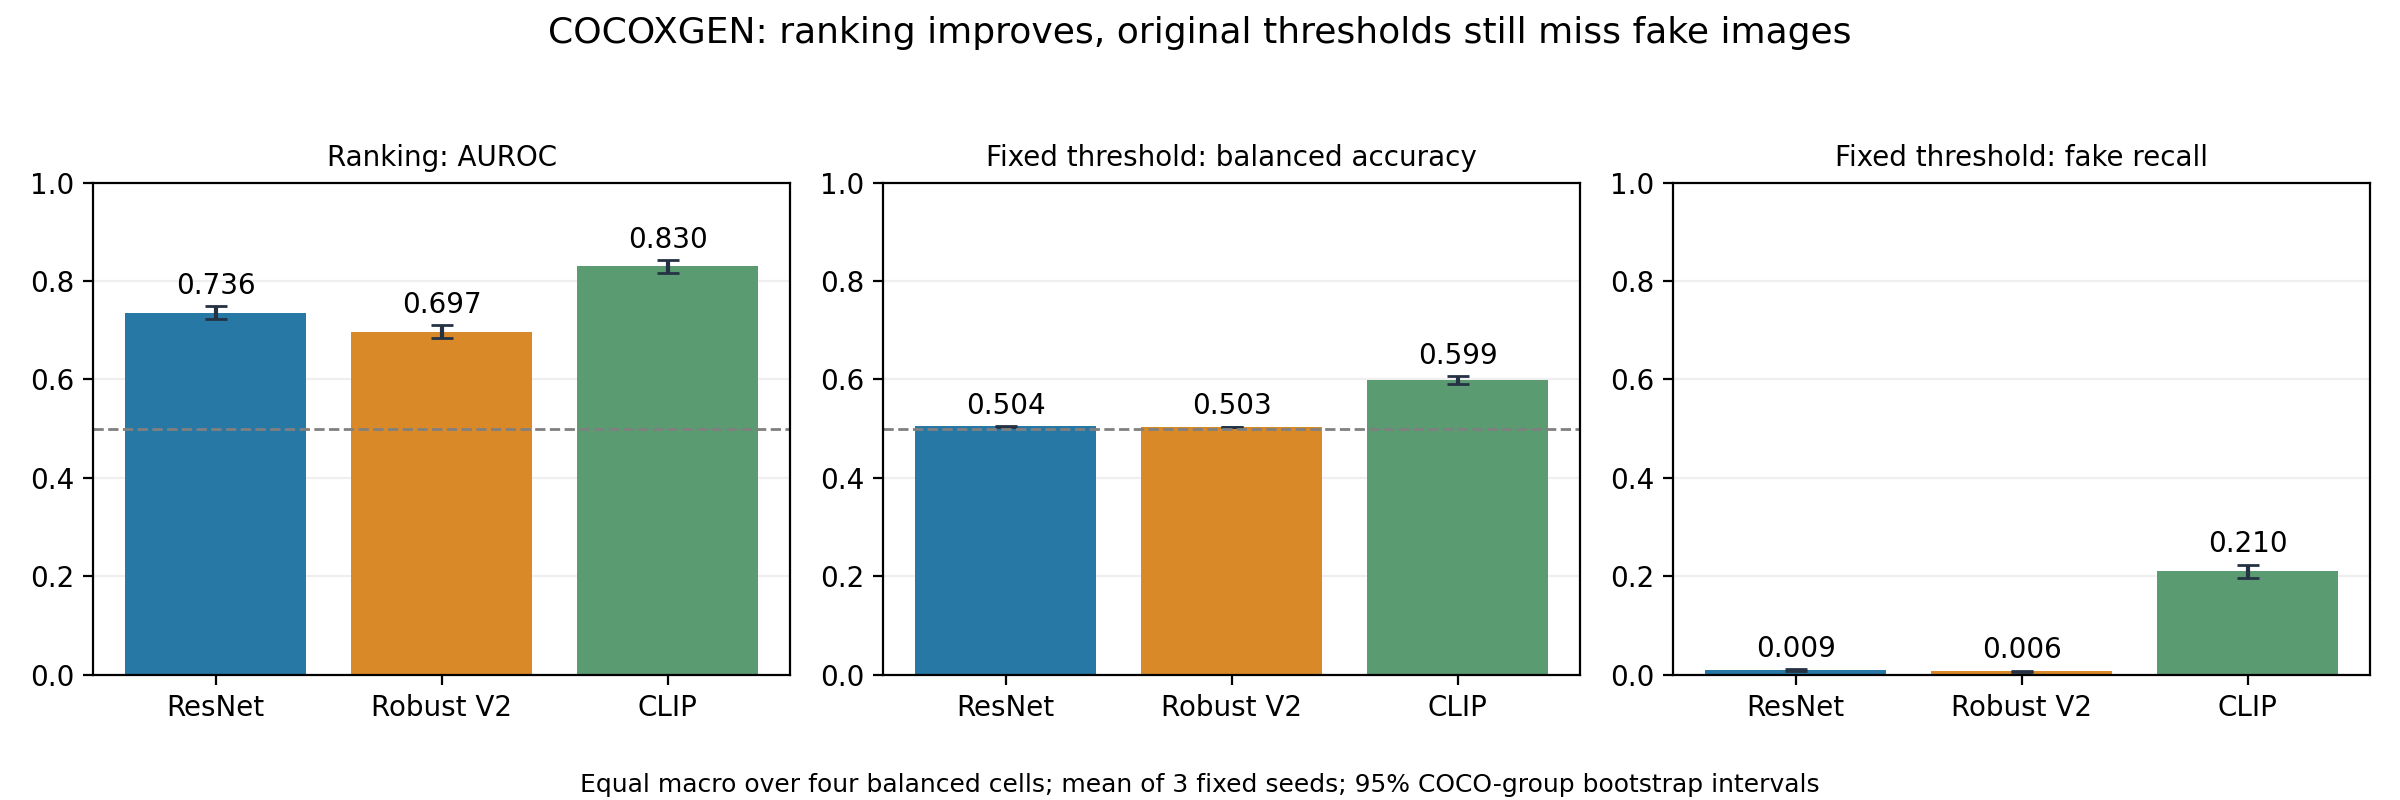 COCOXGEN: ranking improves, original thresholds still miss fake images
Ranking: AUROC
1.0
0.8
0.6
0.4
0.2
0.0
0.736
0.697
0.830
ResNet
Robust V2
CLIP
Fixed threshold: balanced accuracy
1.0
0.8
0.6
0.4
0.2
0.0
0.504
0.503
0.599
ResNet
Robust V2
CLIP
Fixed threshold: fake recall
1.0
0.8
0.6
0.4
0.2
0.0
0.009
0.006
0.210
ResNet
Robust V2
CLIP
Equal macro over four balanced cells; mean of 3 fixed seeds; 95% COCO-group bootstrap intervals